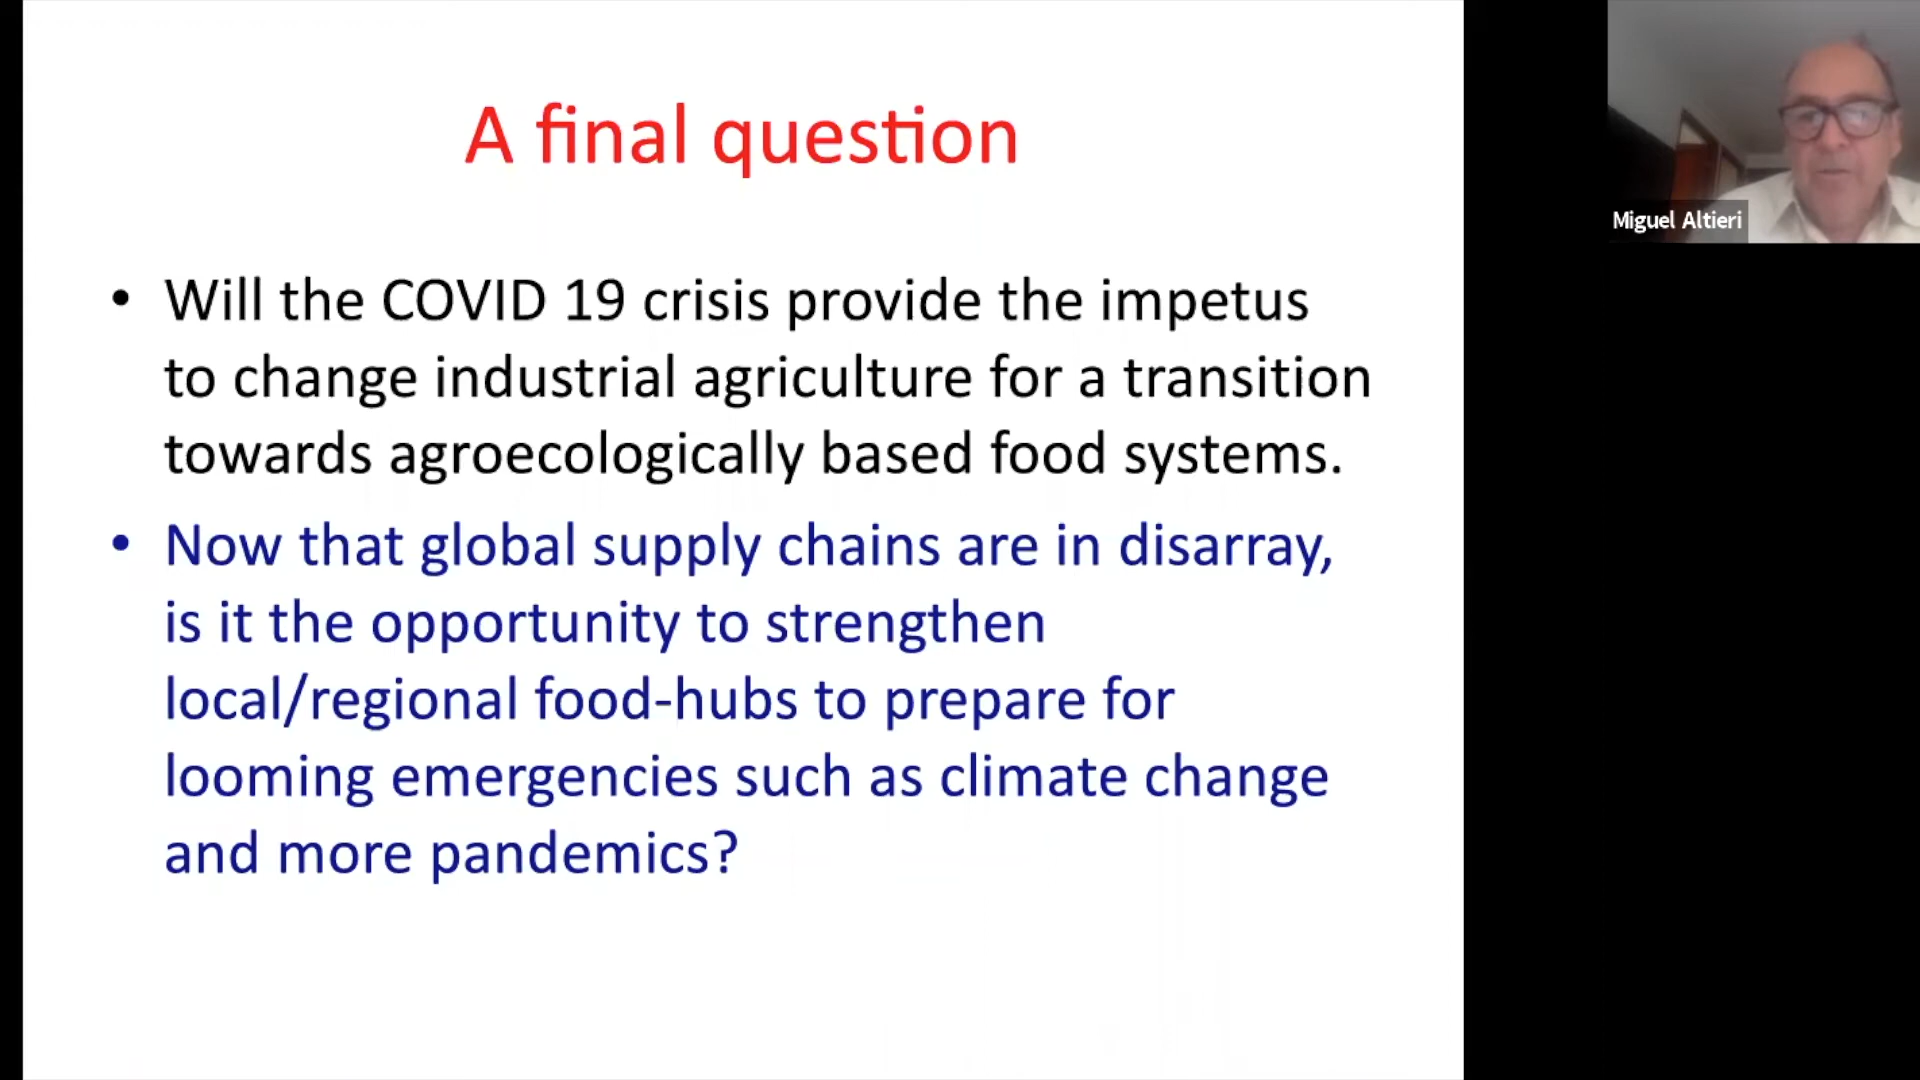 A final question
• Will the COVID 19 crisis provide the impetus
to change industrial agriculture for a transition
towards agroecologically based food systems.
• Now that global supply chains are in disarray,
is it the opportunity to strengthen
local/regional food-hubs to prepare for
looming emergencies such as climate change
and more pandemics?
Miguel Altieri